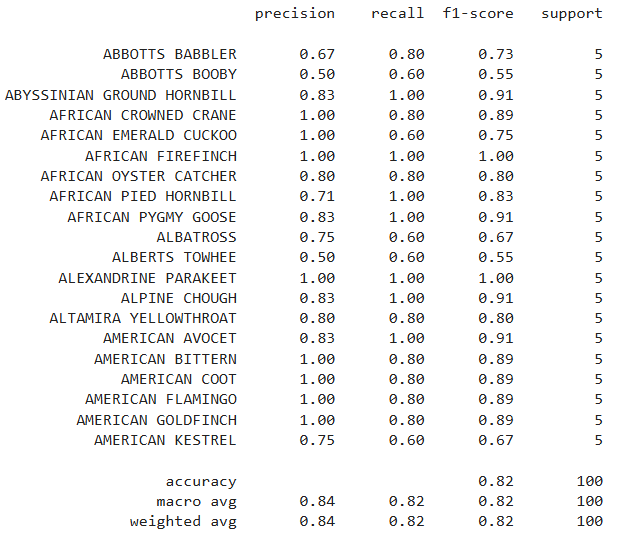 precision recall f1-score support
ABBOTTS BABBLER 0.67 0.80 0.73 5
ABBOTTS BOOBY 0.50 0.60 0.55 5
ABYSSINIAN GROUND HORNBILL 0.83 1.00 0.91 5
AFRICAN CROWNED CRANE 1.00 0.80 0.89 5
AFRICAN EMERALD CUCKOO 1.00 0.60 0.75 5
AFRICAN FIREFINCH 1.00 1.00 1.00 5
AFRICAN OYSTER CATCHER 0.80 0.80 0.80 5
AFRICAN PIED HORNBILL 0.71 1.00 0.83 5
AFRICAN PYGMY GOOSE 0.83 1.00 0.91 5
ALBATROSS 0.75 0.60 0.67 5
ALBERTS TOWHEE 0.50 0.60 0.55 5
ALEXANDRINE PARAKEET 1.00 1.00 1.00 5
ALPINE CHOUGH 0.83 1.00 0.91 5
ALTAMIRA YELLOWTHROAT 0.80 0.80 0.80 5
AMERICAN AVOCET 0.83 1.00 0.91 5
AMERICAN BITTERN 1.00 0.80 0.89 5
AMERICAN COOT 1.00 0.80 0.89 5
AMERICAN FLAMINGO 1.00 0.80 0.89 5
AMERICAN GOLDFINCH 1.00 0.80 0.89 5
AMERICAN KESTREL 0.75 0.60 0.67 5
accuracy 0.82 100
macro avg 0.84 0.82 0.82 100
weighted avg 0.84 0.82 0.82 100